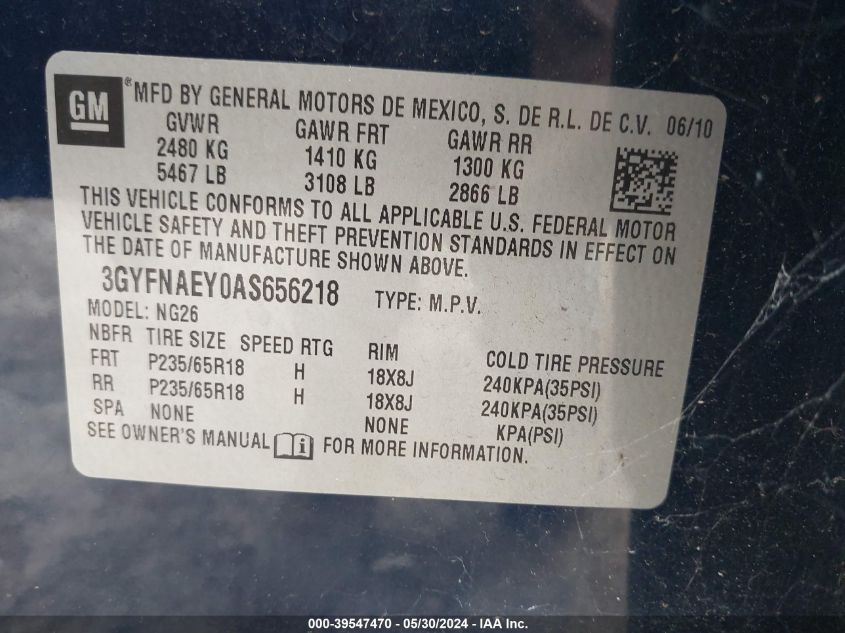 GM ® MFD BY GENERAL MOTORS DE MEXICO, S. DE R.L. DE C.V. 06/10
GVWR GAWR FRT GAWR RR
2480 KG 1410 KG 1300 KG
5467 LB 3108 LB 2866 LB
THIS VEHICLE CONFORMS TO ALL APPLICABLE U.S. FEDERAL MOTOR
VEHICLE SAFETY AND THEFT PREVENTION STANDARDS IN EFFECT ON
THE DATE OF MANUFACTURE SHOWN ABOVE.
3GYFNAEY0AS656218 TYPE: M.P.V.
MODEL: NG26
NBFR TIRE SIZE SPEED RTG RIM COLD TIRE PRESSURE
FRT P235/65R18 H 18X8J 240KPA(35PSI)
RR P235/65R18 H 18X8J 240KPA(35PSI)
SPA NONE NONE KPA(PSI)
SEE OWNER'S MANUAL i FOR MORE INFORMATION.
000-39547470 - 05/30/2024 - IAA Inc.